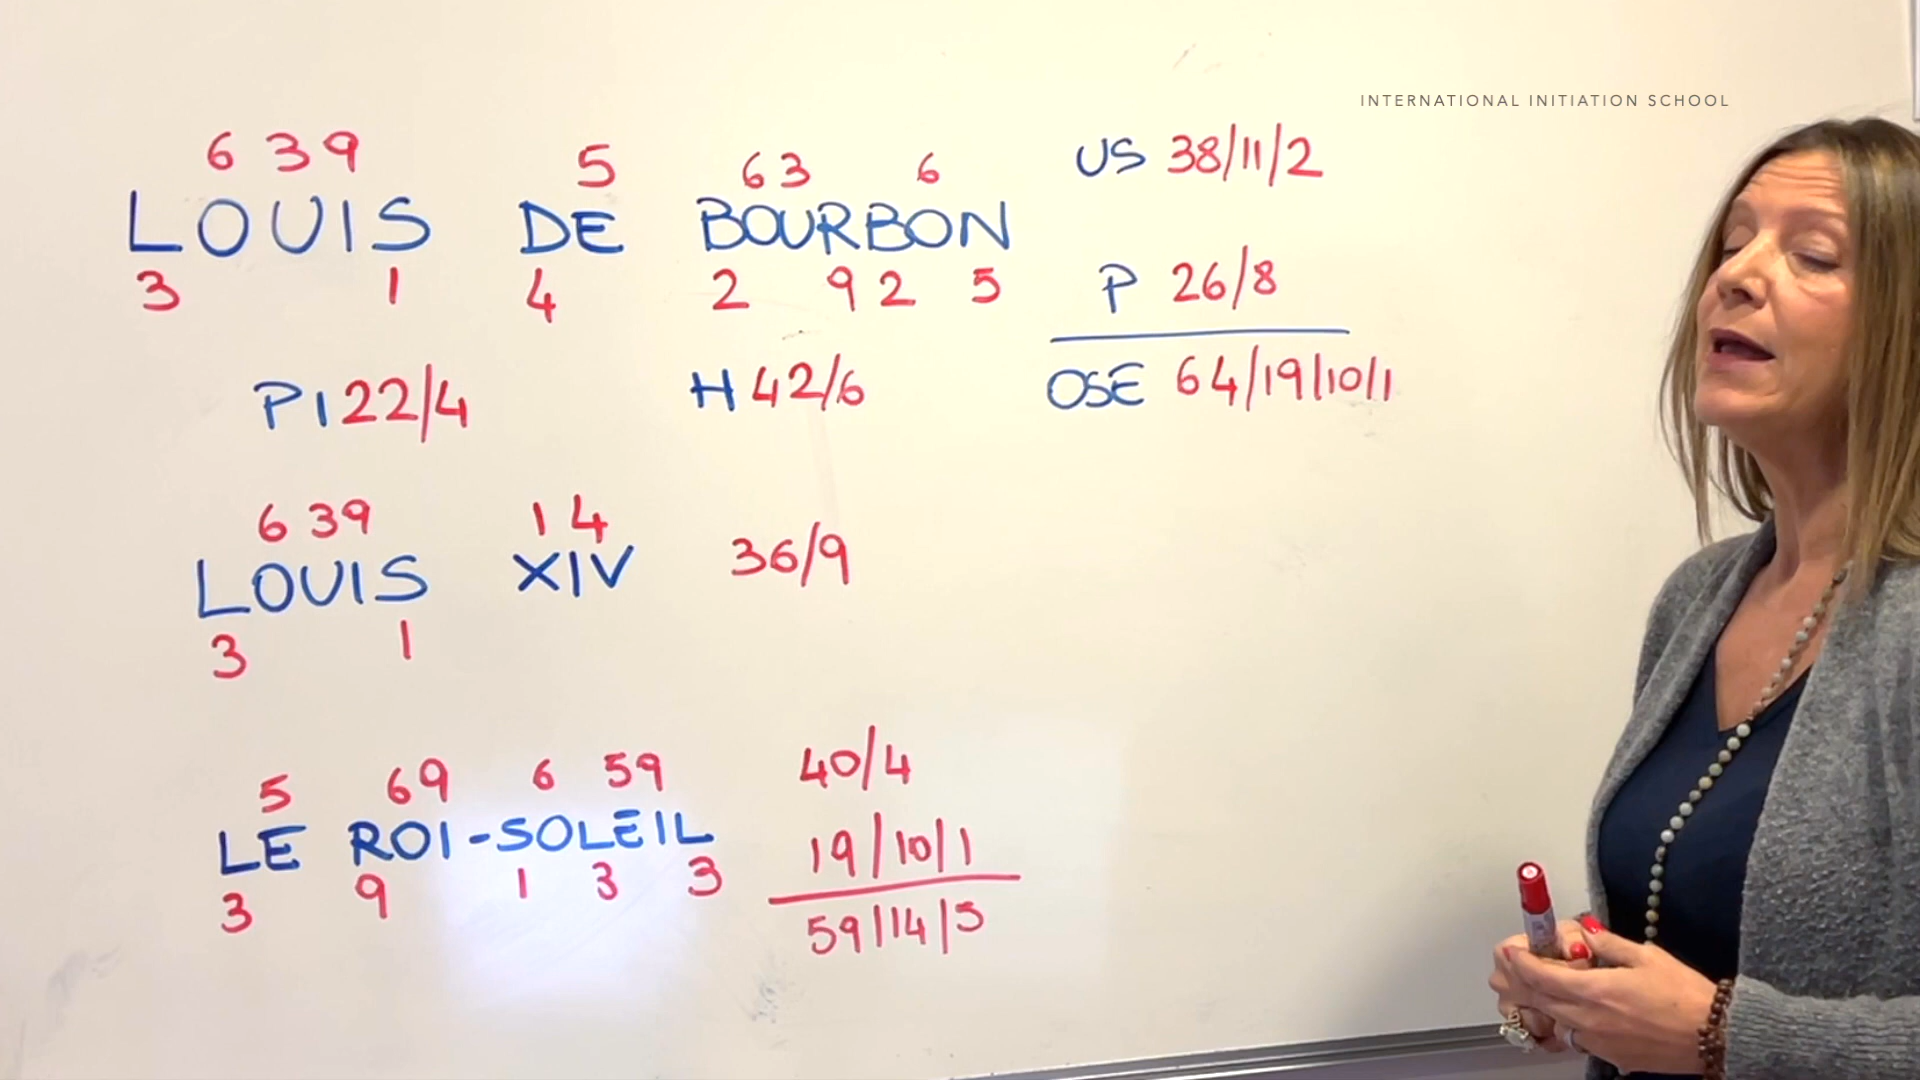 INTERNATIONAL INITIATION SCHOOL
6 3 9 5 6 3 6
LOUIS DE BOURBON
3 1 4 2 9 2 5
US 38/11/2
P 26/8
PI 22/4 H 42/6 OSE 64/19/10/1
6 3 9 1 4
LOUIS XIV 36/9
3 1
5 6 9 6 5 9
LE ROI-SOLEIL
3 9 1 3 3
40/4
19/10/1
59/14/5